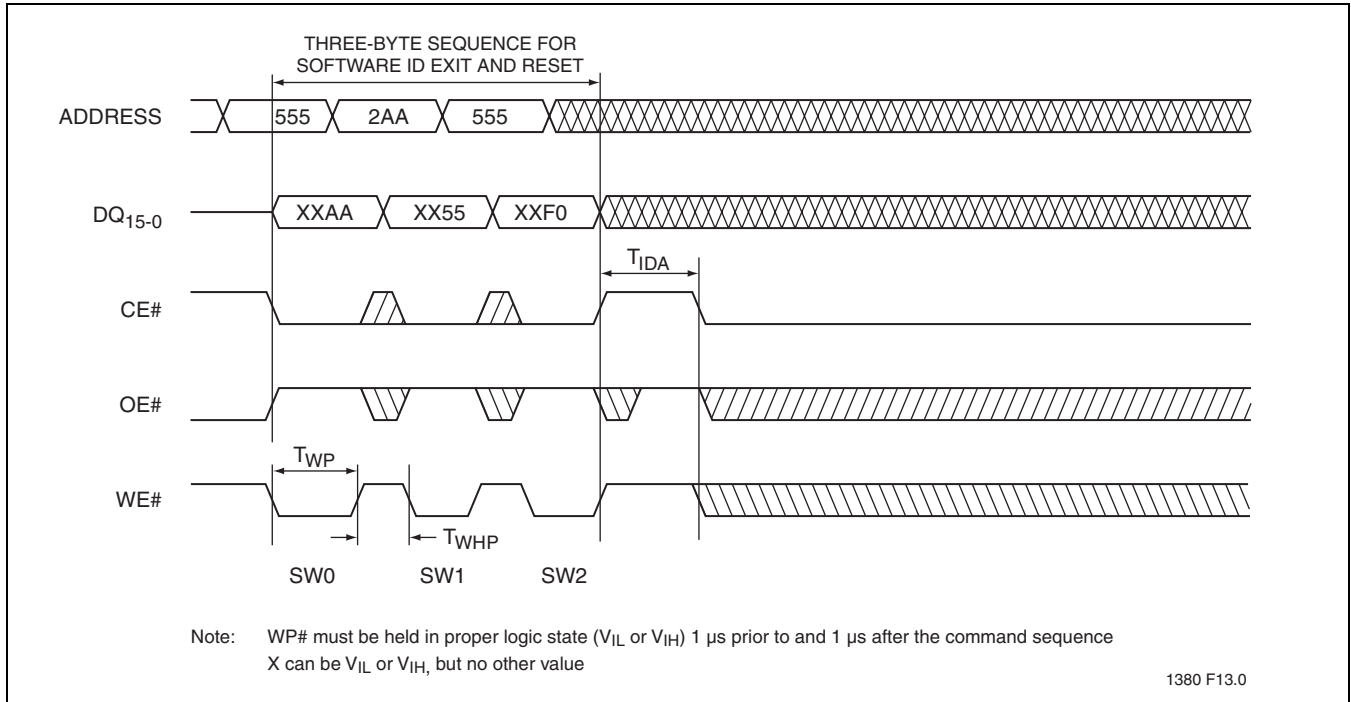 THREE-BYTE SEQUENCE FOR
SOFTWARE ID EXIT AND RESET
ADDRESS 555 2AA 555
DQ15-0 XXAA XX55 XXF0
TIDA
CE#
OE#
TWP
WE#
TWHP
SW0 SW1 SW2
Note: WP# must be held in proper logic state (VIL or VIH) 1 µs prior to and 1 µs after the command sequence
X can be VIL or VIH, but no other value
1380 F13.0